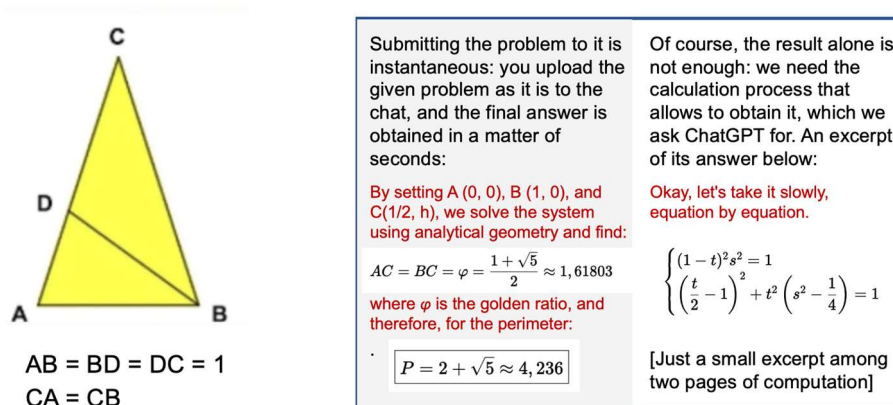 C
D
A
B
AB = BD = DC = 1
CA = CB
Submitting the problem to it is
instantaneous: you upload the
given problem as it is to the
chat, and the final answer is
obtained in a matter of
seconds:
By setting A (0, 0), B (1, 0), and
C(1/2, h), we solve the system
using analytical geometry and find:
AC = BC = φ = (1 + √5)/2 ≈ 1,61803
where φ is the golden ratio, and
therefore, for the perimeter:
P = 2 + √5 ≈ 4,236
Of course, the result alone is
not enough: we need the
calculation process that
allows to obtain it, which we
ask ChatGPT for. An excerpt
of its answer below:
Okay, let's take it slowly,
equation by equation.
(1 − t)²s² = 1
(t/2 − 1)² + t²(s² − 1/4) = 1
[Just a small excerpt among
two pages of computation]